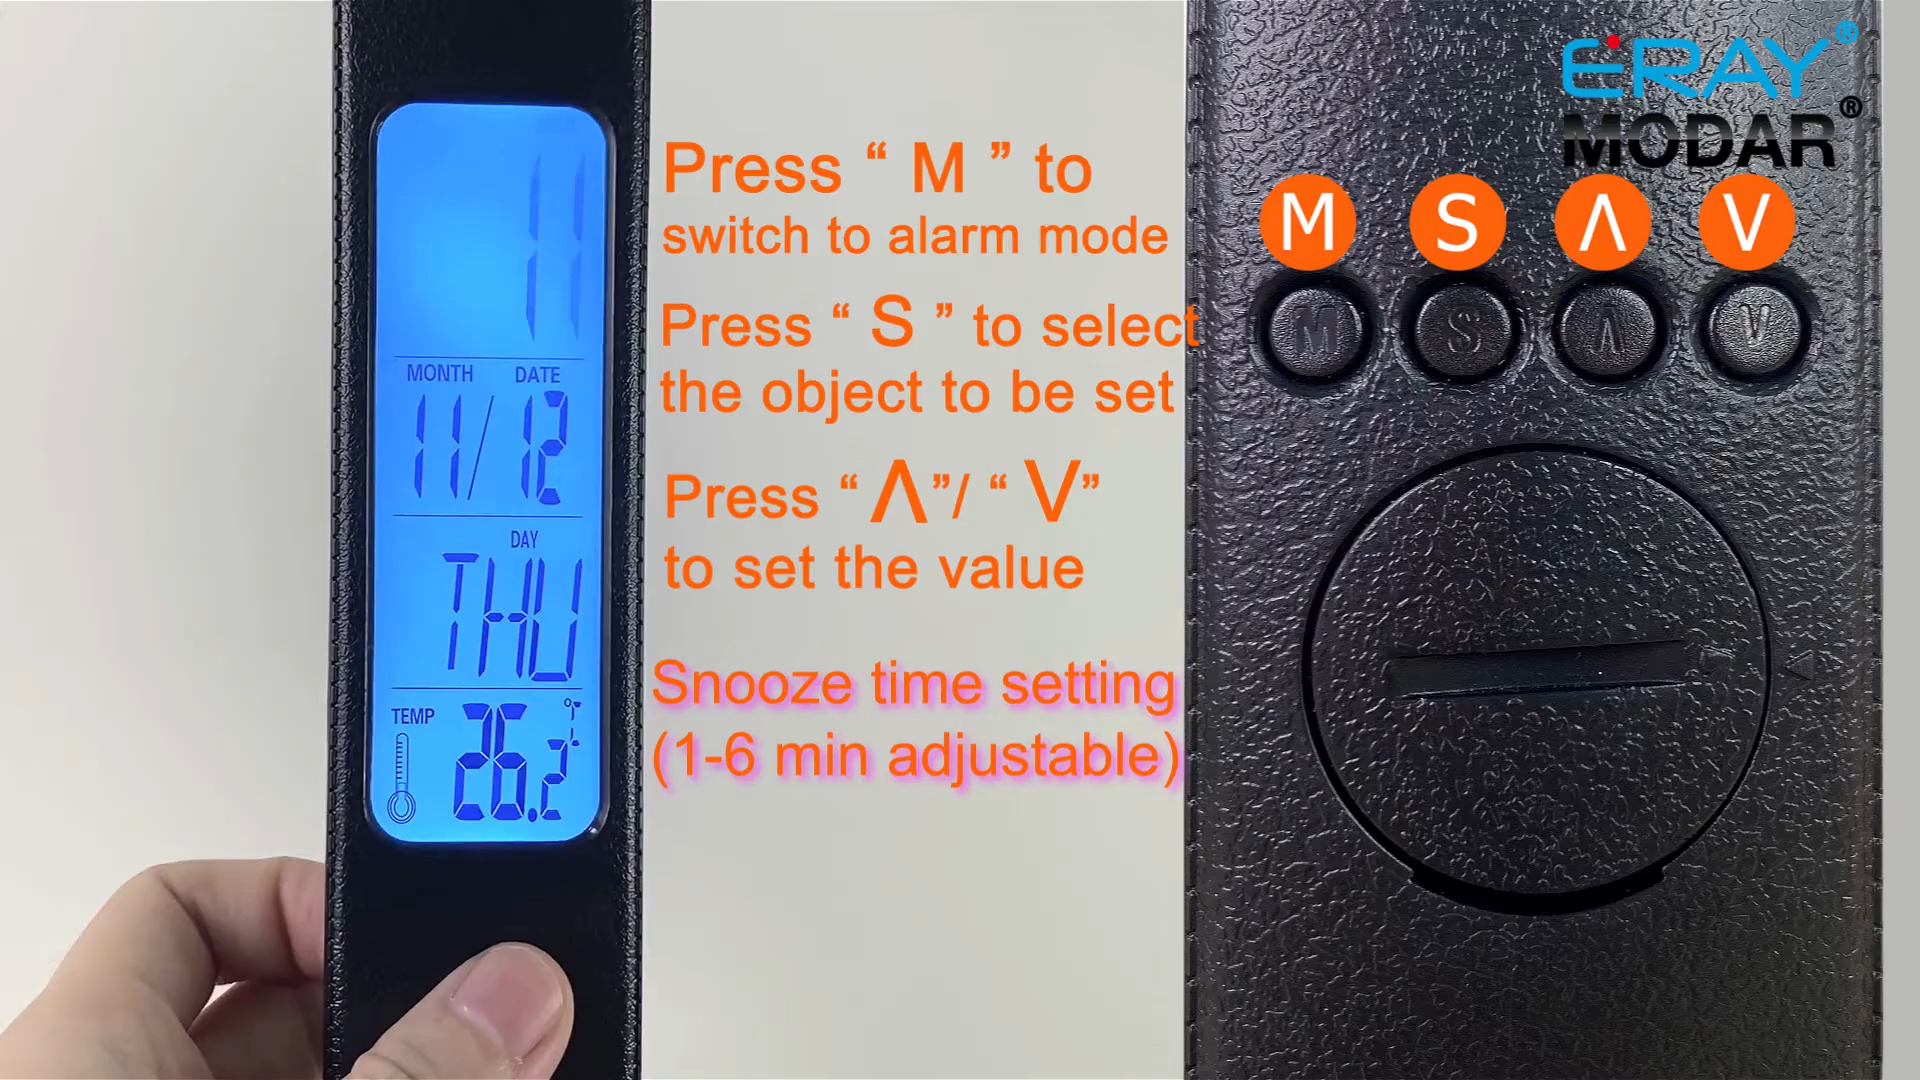 11
MONTH DATE
11/12
DAY
THU
TEMP
26.2
Press “ M ” to
switch to alarm mode
Press “ S ” to select
the object to be set
Press “ Λ ”/ “ V ”
to set the value
Snooze time setting
(1-6 min adjustable)
ERAY®
MODAR®
M S Λ V
M S Λ V